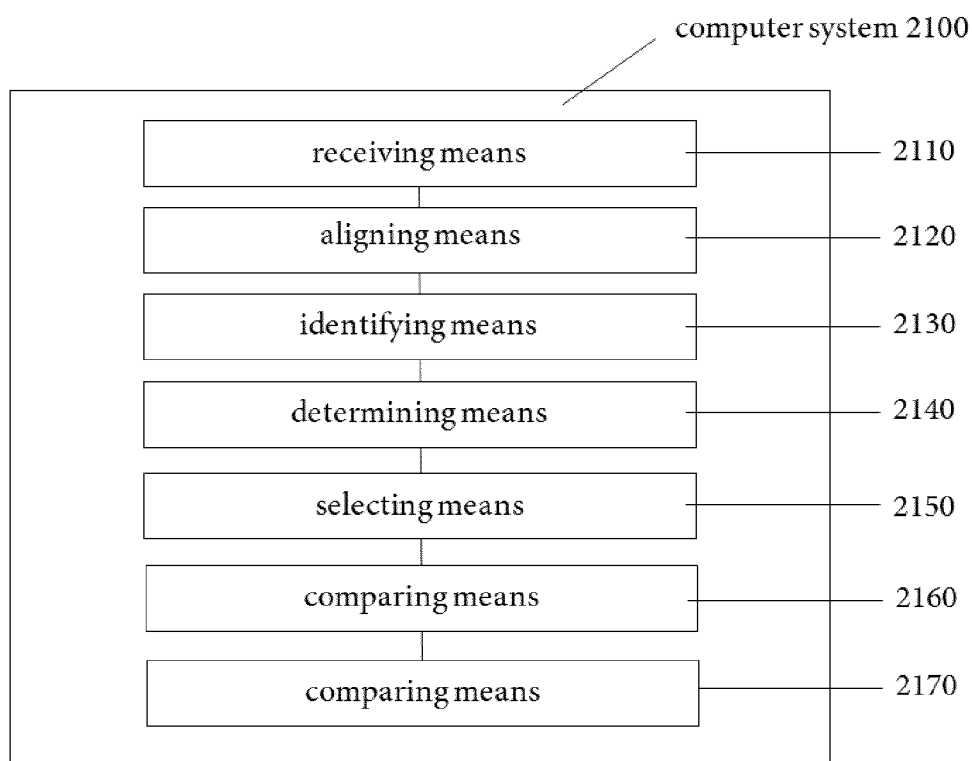 computer system 2100
receiving means 2110
aligning means 2120
identifying means 2130
determining means 2140
selecting means 2150
comparing means 2160
comparing means 2170